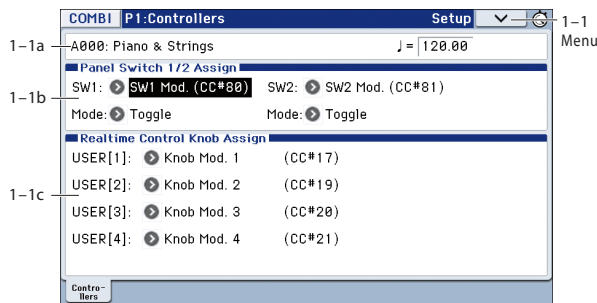 COMBI P1:Controllers Setup
1–1
Menu
1–1a
A000: Piano & Strings ♩= 120.00
Panel Switch 1/2 Assign
1–1b
SW1: SW1 Mod. (CC#80) SW2: SW2 Mod. (CC#81)
Mode: Toggle Mode: Toggle
Realtime Control Knob Assign
USER[1]: Knob Mod. 1 (CC#17)
USER[2]: Knob Mod. 2 (CC#19)
1–1c
USER[3]: Knob Mod. 3 (CC#20)
USER[4]: Knob Mod. 4 (CC#21)
Contro-
llers